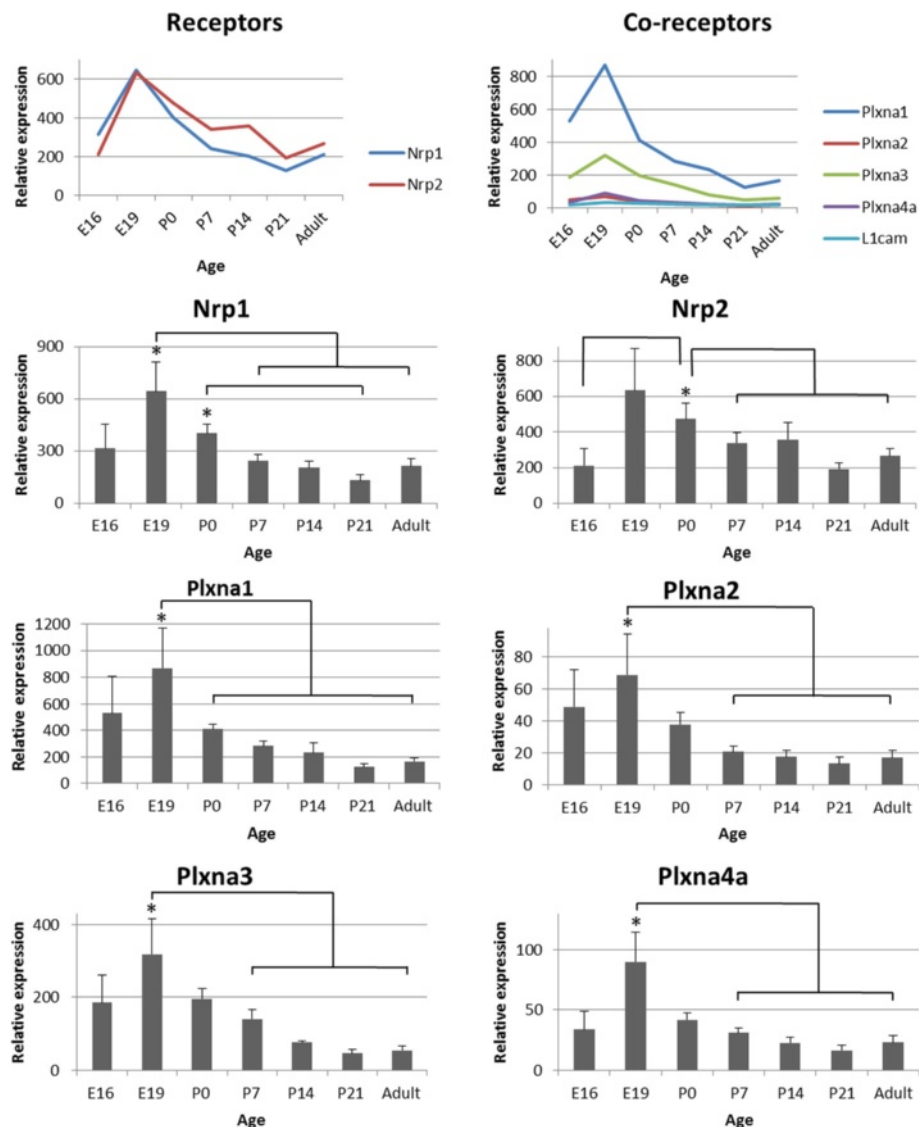 Receptors
Relative expression
600
400
200
0
E16 E19 P0 P7 P14 P21 Adult
Age
Nrp1
Nrp2
Co-receptors
Relative expression
800
600
400
200
0
E16 E19 P0 P7 P14 P21 Adult
Age
Plxna1
Plxna2
Plxna3
Plxna4a
L1cam
Nrp1
Relative expression
900
600
300
0
*
*
E16 E19 P0 P7 P14 P21 Adult
Age
Nrp2
Relative expression
800
600
400
200
0
*
E16 E19 P0 P7 P14 P21 Adult
Age
Plxna1
Relative expression
1200
1000
800
600
400
200
0
*
E16 E19 P0 P7 P14 P21 Adult
Age
Plxna2
Relative expression
80
60
40
20
0
*
E16 E19 P0 P7 P14 P21 Adult
Age
Plxna3
Relative expression
400
200
0
*
E16 E19 P0 P7 P14 P21 Adult
Age
Plxna4a
Relative expression
100
50
0
*
E16 E19 P0 P7 P14 P21 Adult
Age